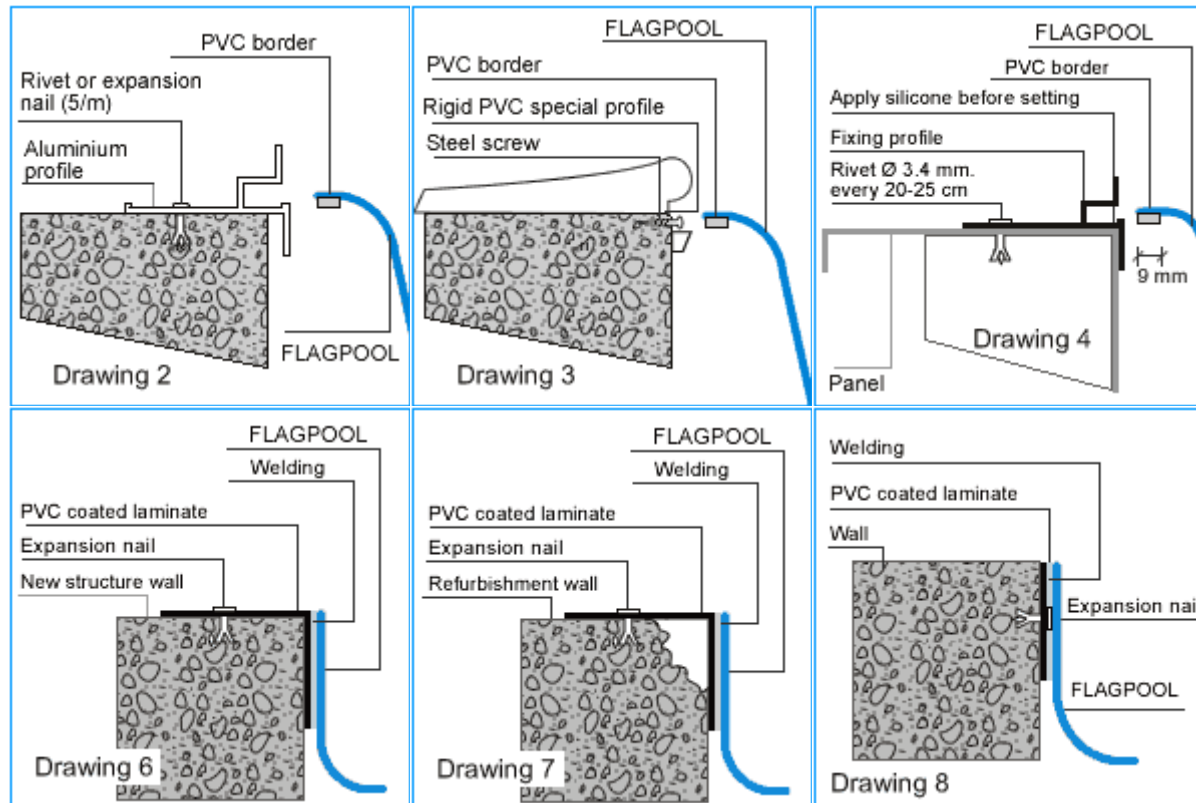 PVC border
Rivet or expansion
nail (5/m)
Aluminium
profile
FLAGPOOL
Drawing 2
FLAGPOOL
PVC border
Rigid PVC special profile
Steel screw
Drawing 3
FLAGPOOL
PVC border
Apply silicone before setting
Fixing profile
Rivet Ø 3.4 mm.
every 20-25 cm
9 mm
Drawing 4
Panel
FLAGPOOL
Welding
PVC coated laminate
Expansion nail
New structure wall
Drawing 6
FLAGPOOL
Welding
PVC coated laminate
Expansion nail
Refurbishment wall
Drawing 7
Welding
PVC coated laminate
Wall
Expansion nail
FLAGPOOL
Drawing 8